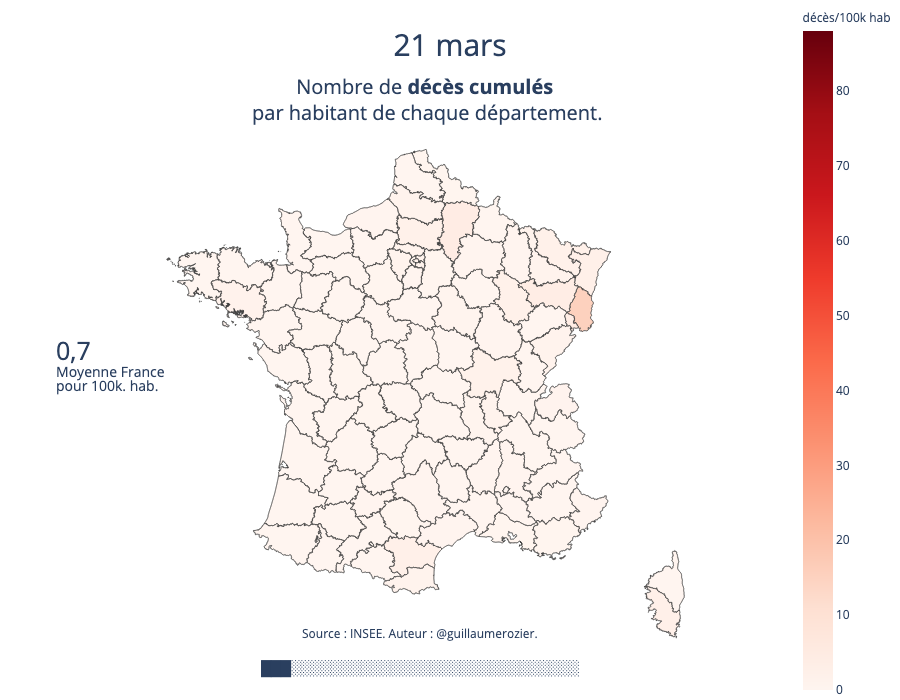 décès/100k hab
21 mars
Nombre de décès cumulés
par habitant de chaque département.
80
70
60
50
0,7
Moyenne France
pour 100k. hab.
40
30
20
10
0
Source : INSEE. Auteur : @guillaumerozier.